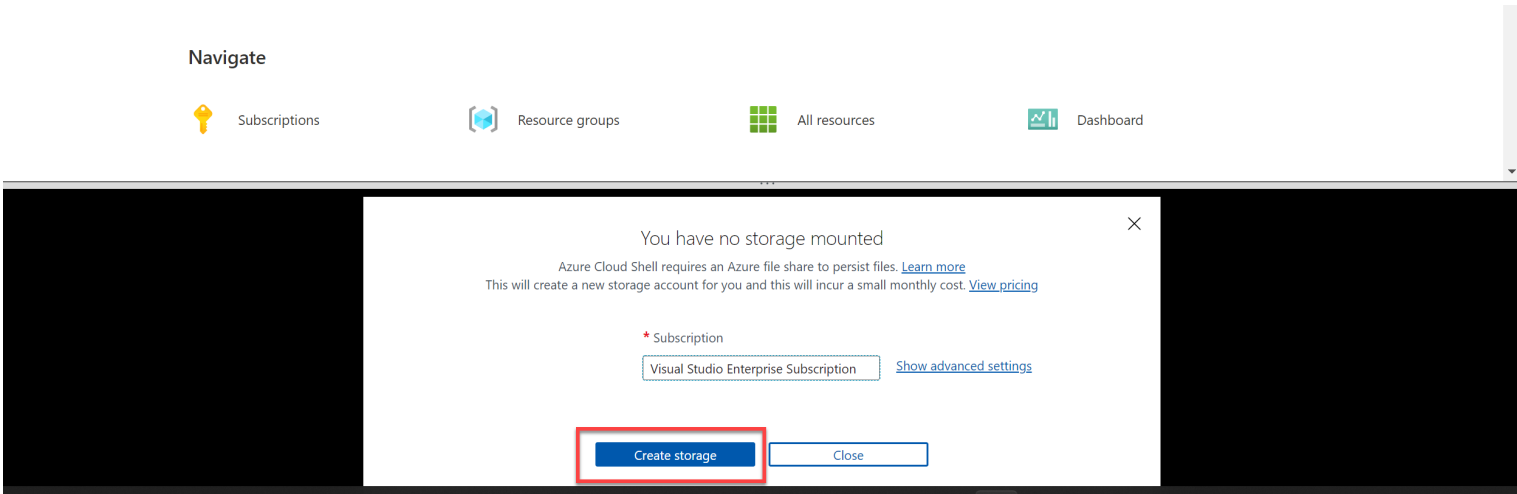 Navigate
Subscriptions
Resource groups
All resources
Dashboard
You have no storage mounted
Azure Cloud Shell requires an Azure file share to persist files. Learn more
This will create a new storage account for you and this will incur a small monthly cost. View pricing
* Subscription
Visual Studio Enterprise Subscription
Show advanced settings
Create storage
Close